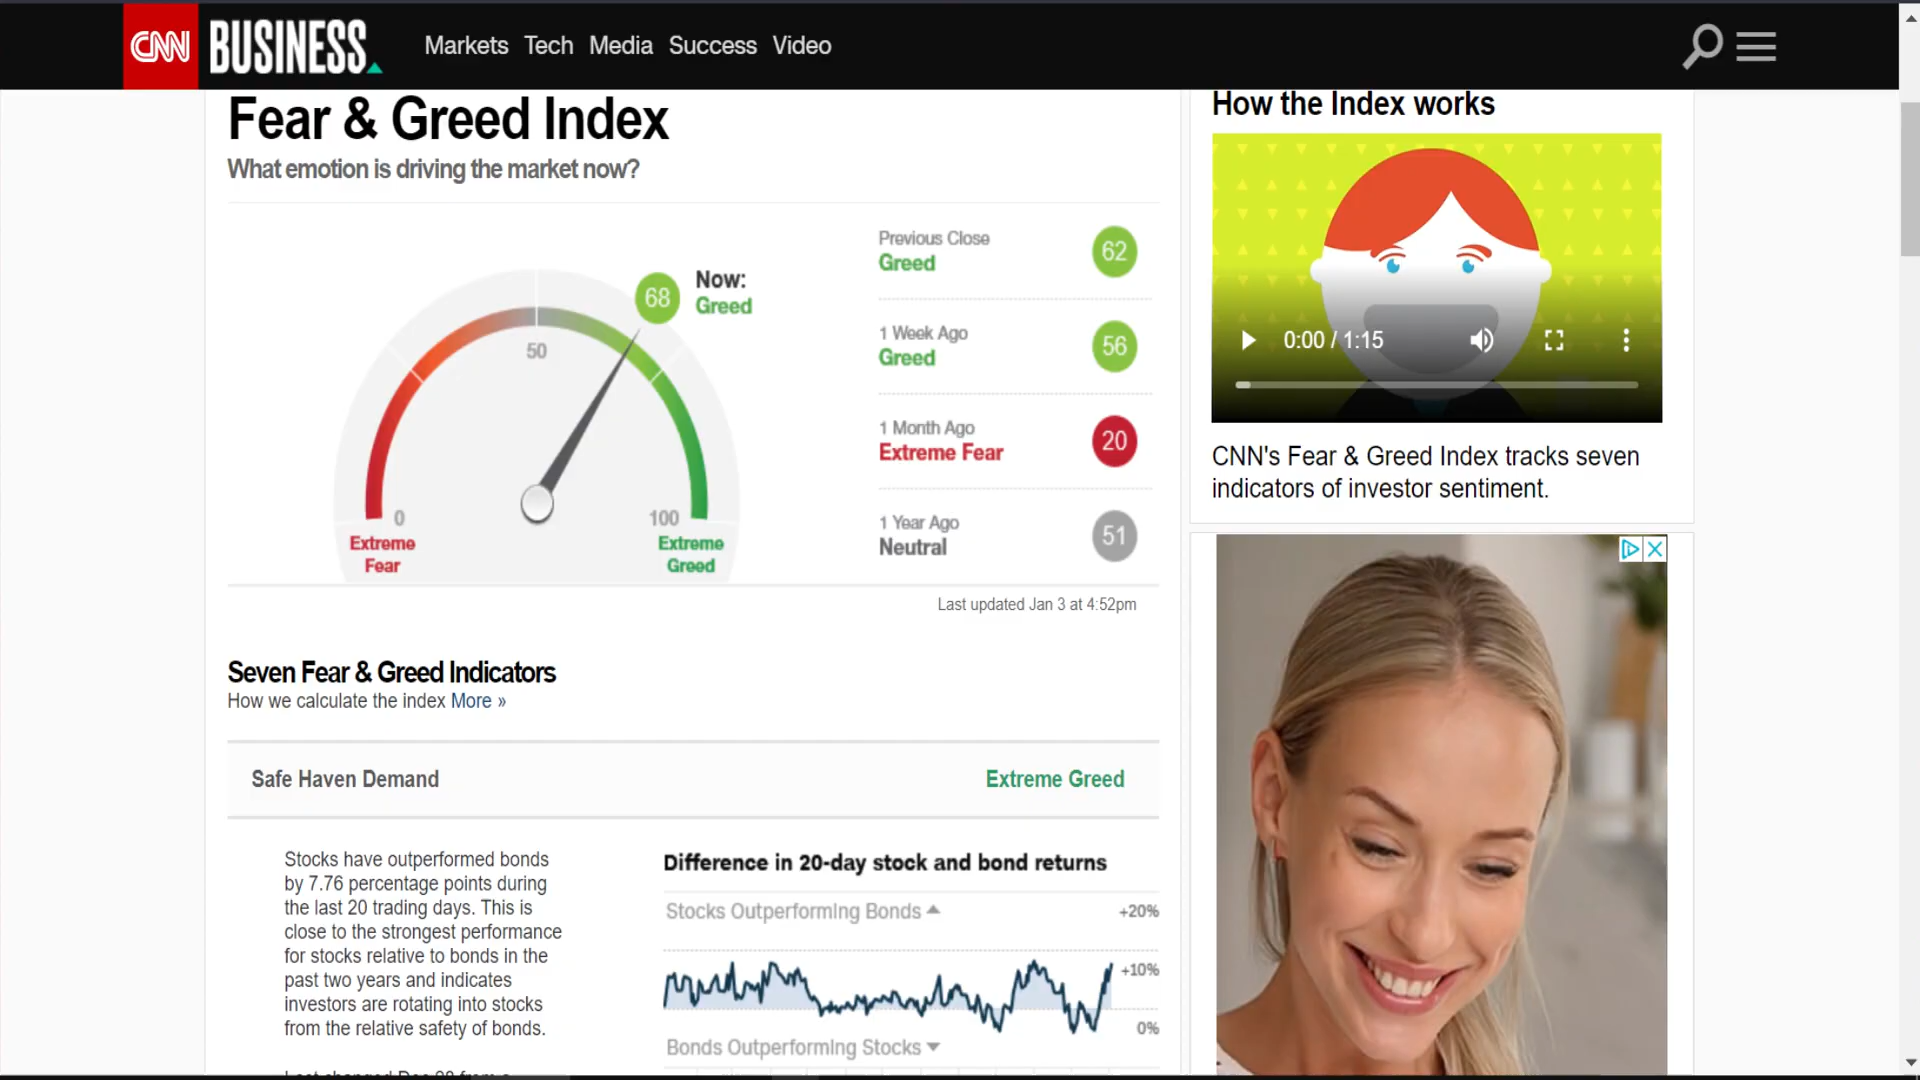 CNN BUSINESS
Markets Tech Media Success Video
Fear & Greed Index
What emotion is driving the market now?
68
Now:
Greed
50
0
100
Extreme
Fear
Extreme
Greed
Previous Close
Greed
62
1 Week Ago
Greed
56
1 Month Ago
Extreme Fear
20
1 Year Ago
Neutral
51
Last updated Jan 3 at 4:52pm
Seven Fear & Greed Indicators
How we calculate the index More »
Safe Haven Demand
Extreme Greed
Stocks have outperformed bonds
by 7.76 percentage points during
the last 20 trading days. This is
close to the strongest performance
for stocks relative to bonds in the
past two years and indicates
investors are rotating into stocks
from the relative safety of bonds.
Difference in 20-day stock and bond returns
Stocks Outperforming Bonds
+20%
+10%
0%
Bonds Outperforming Stocks
How the Index works
0:00 / 1:15
CNN's Fear & Greed Index tracks seven
indicators of investor sentiment.